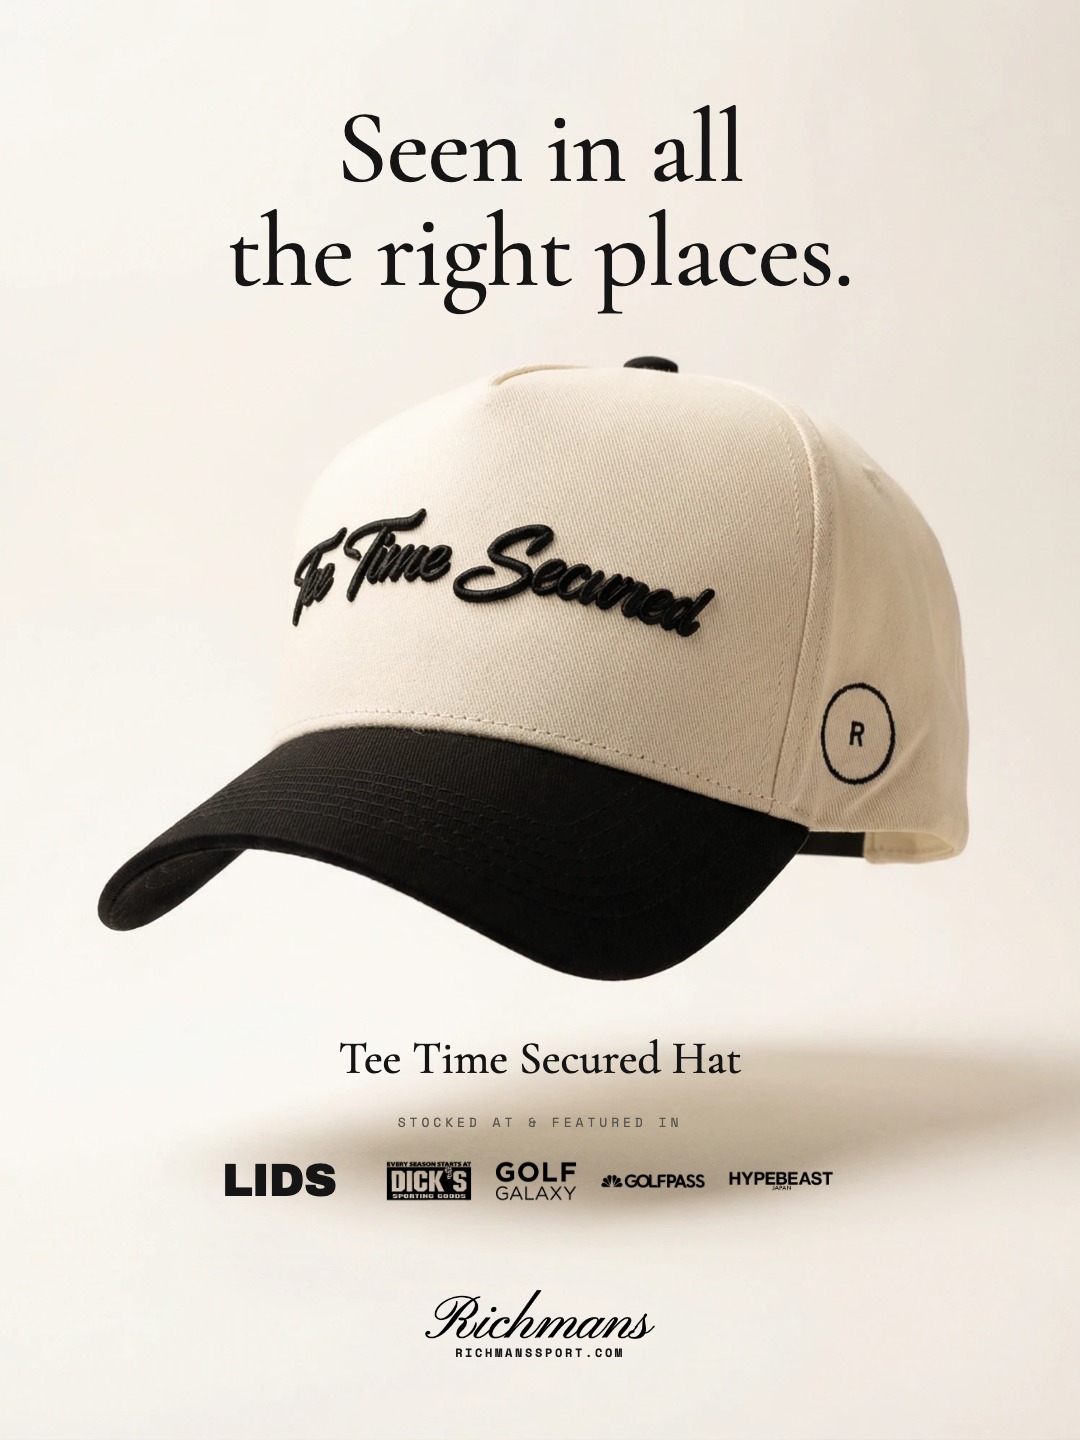 Seen in all
the right places.
Tee Time Secured
R
Tee Time Secured Hat
STOCKED AT & FEATURED IN
LIDS
EVERY SEASON STARTS AT
DICK'S
SPORTING GOODS
GOLF
GALAXY
GOLFPASS
HYPEBEAST
JAPAN
Richmans
RICHMANSSPORT.COM